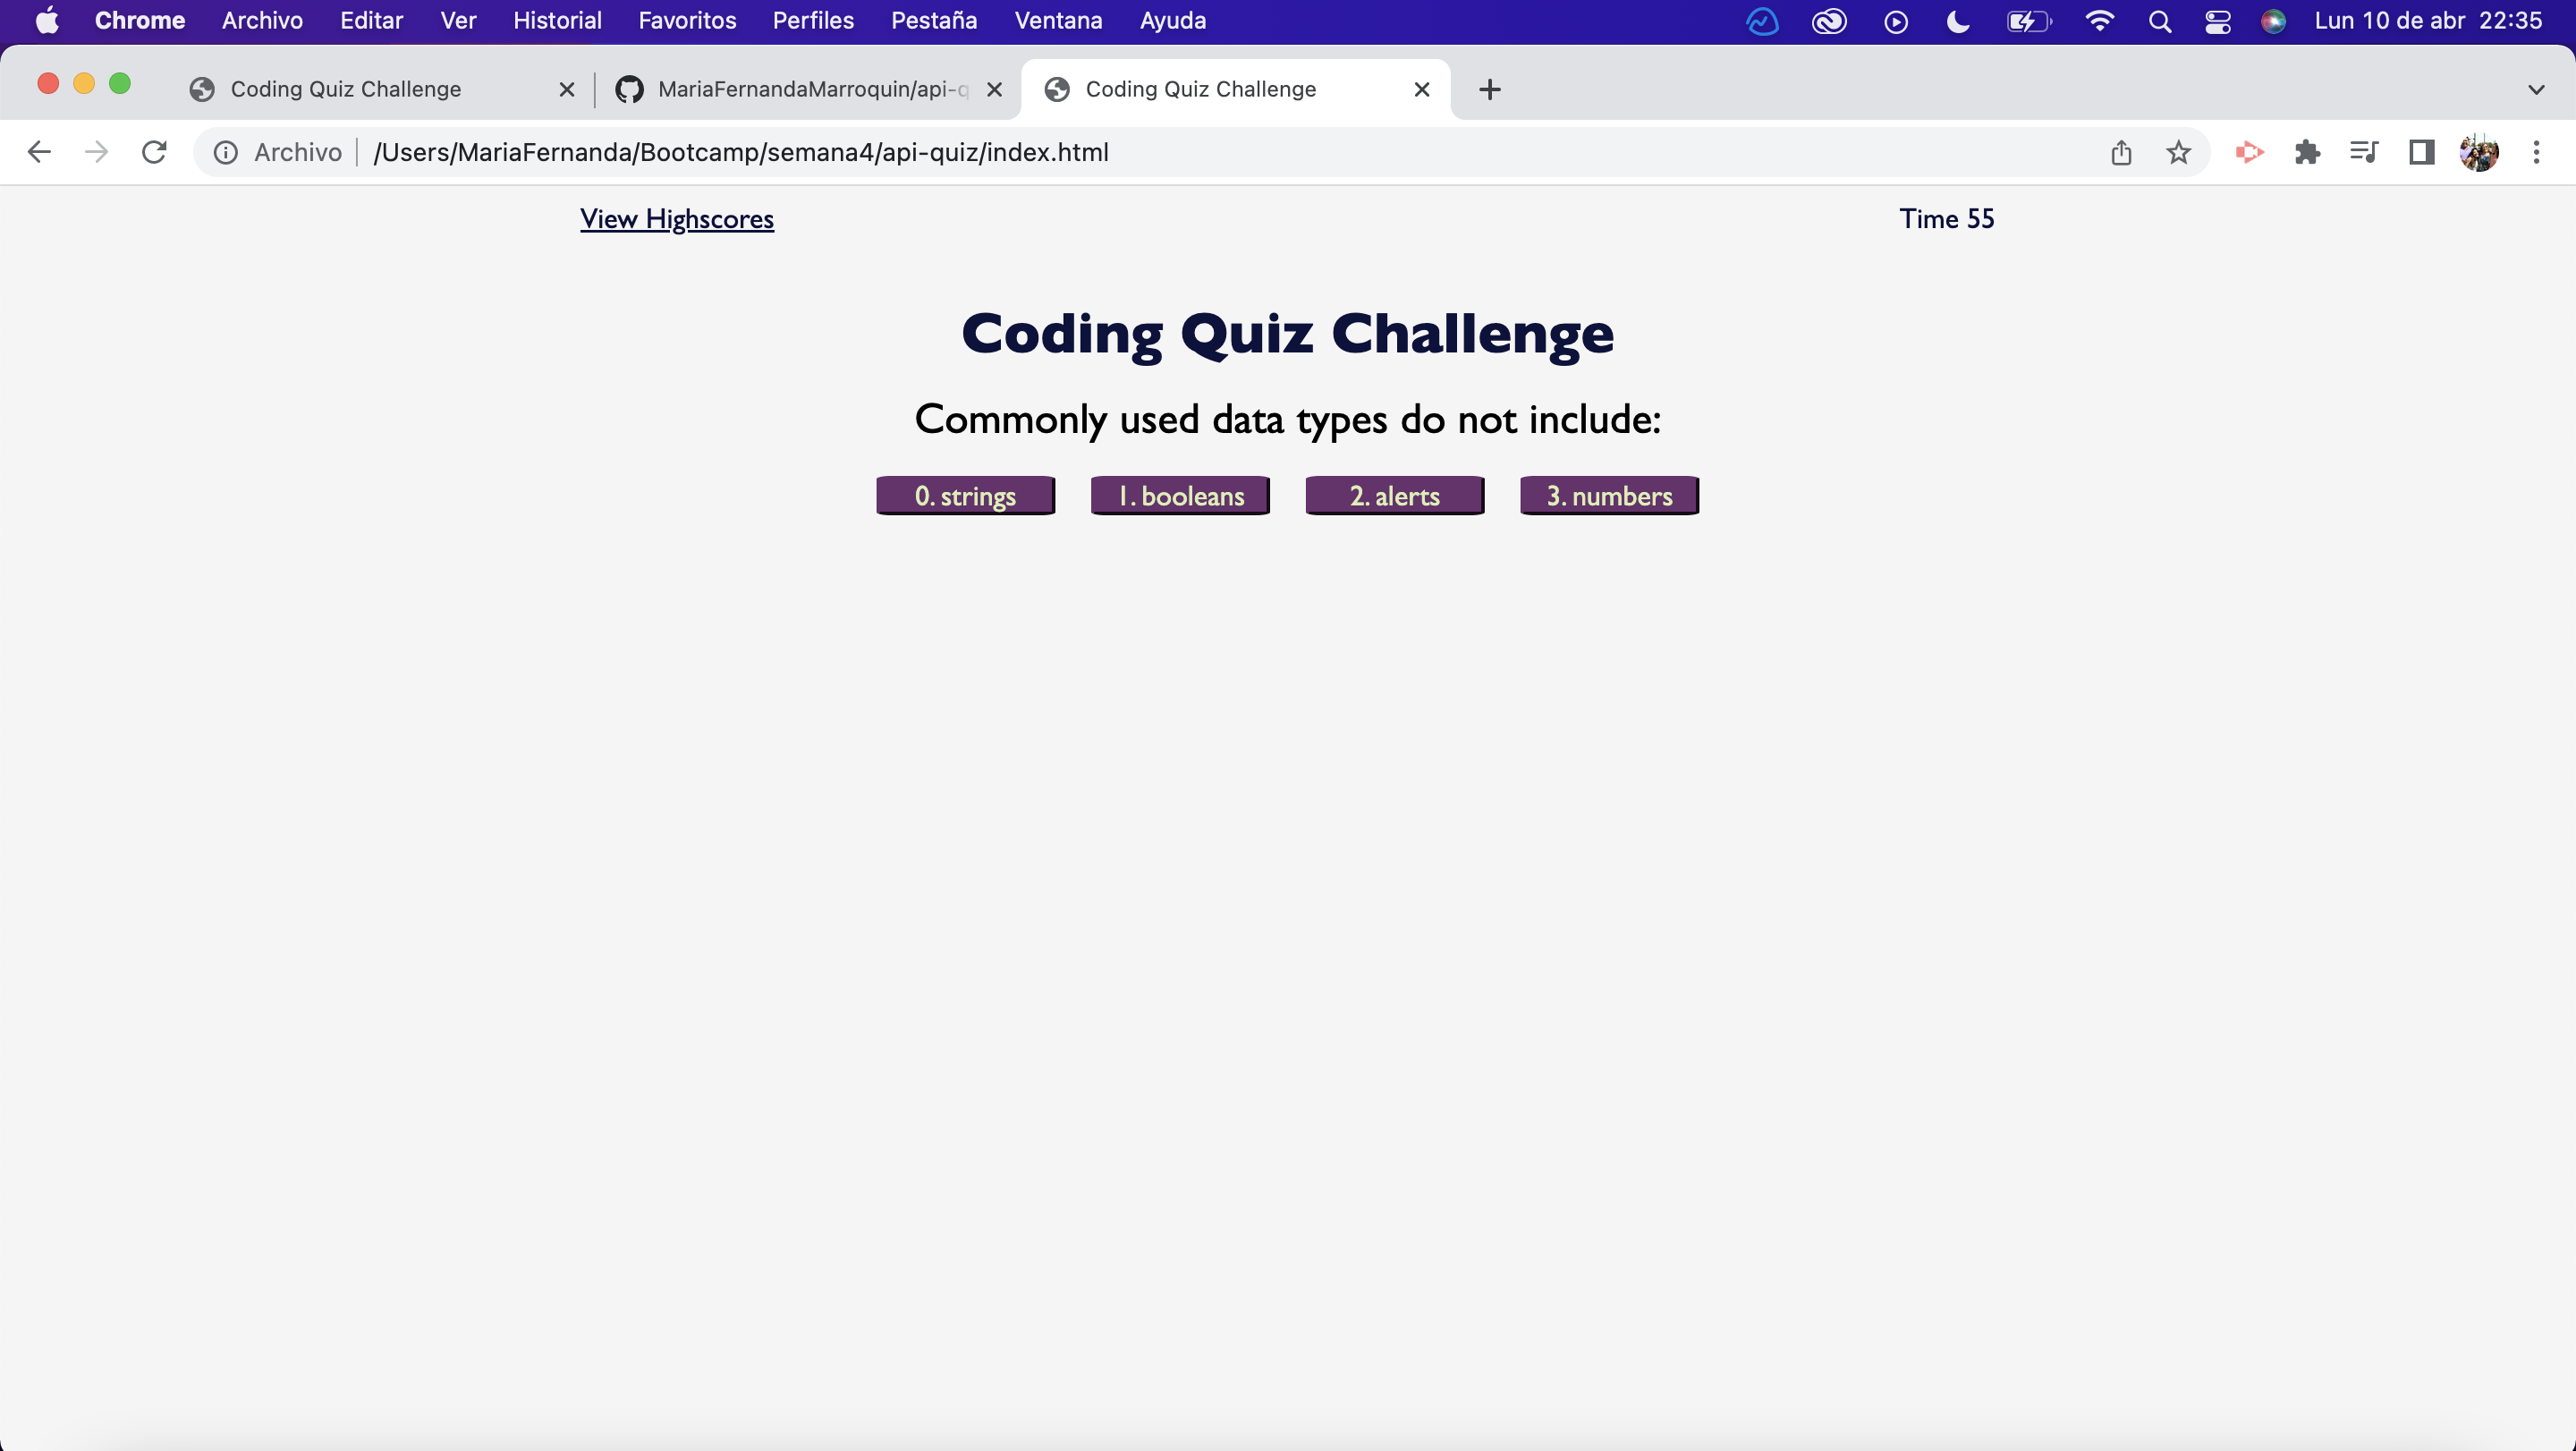 Chrome Archivo Editar Ver Historial Favoritos Perfiles Pestaña Ventana Ayuda Lun 10 de abr 22:35
Coding Quiz Challenge MariaFernandaMarroquin/api-q Coding Quiz Challenge
Archivo /Users/MariaFernanda/Bootcamp/semana4/api-quiz/index.html
View Highscores Time 55
Coding Quiz Challenge
Commonly used data types do not include:
0. strings 1. booleans 2. alerts 3. numbers